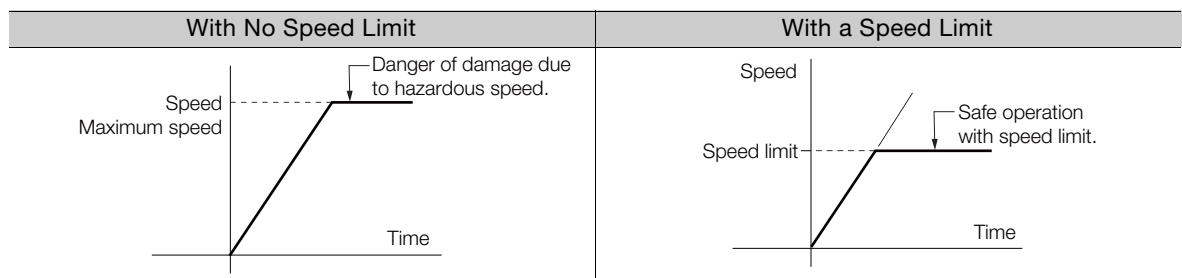 With No Speed Limit
With a Speed Limit
Danger of damage due
to hazardous speed.
Speed
Maximum speed
Time
Speed
Safe operation
with speed limit.
Speed limit
Time